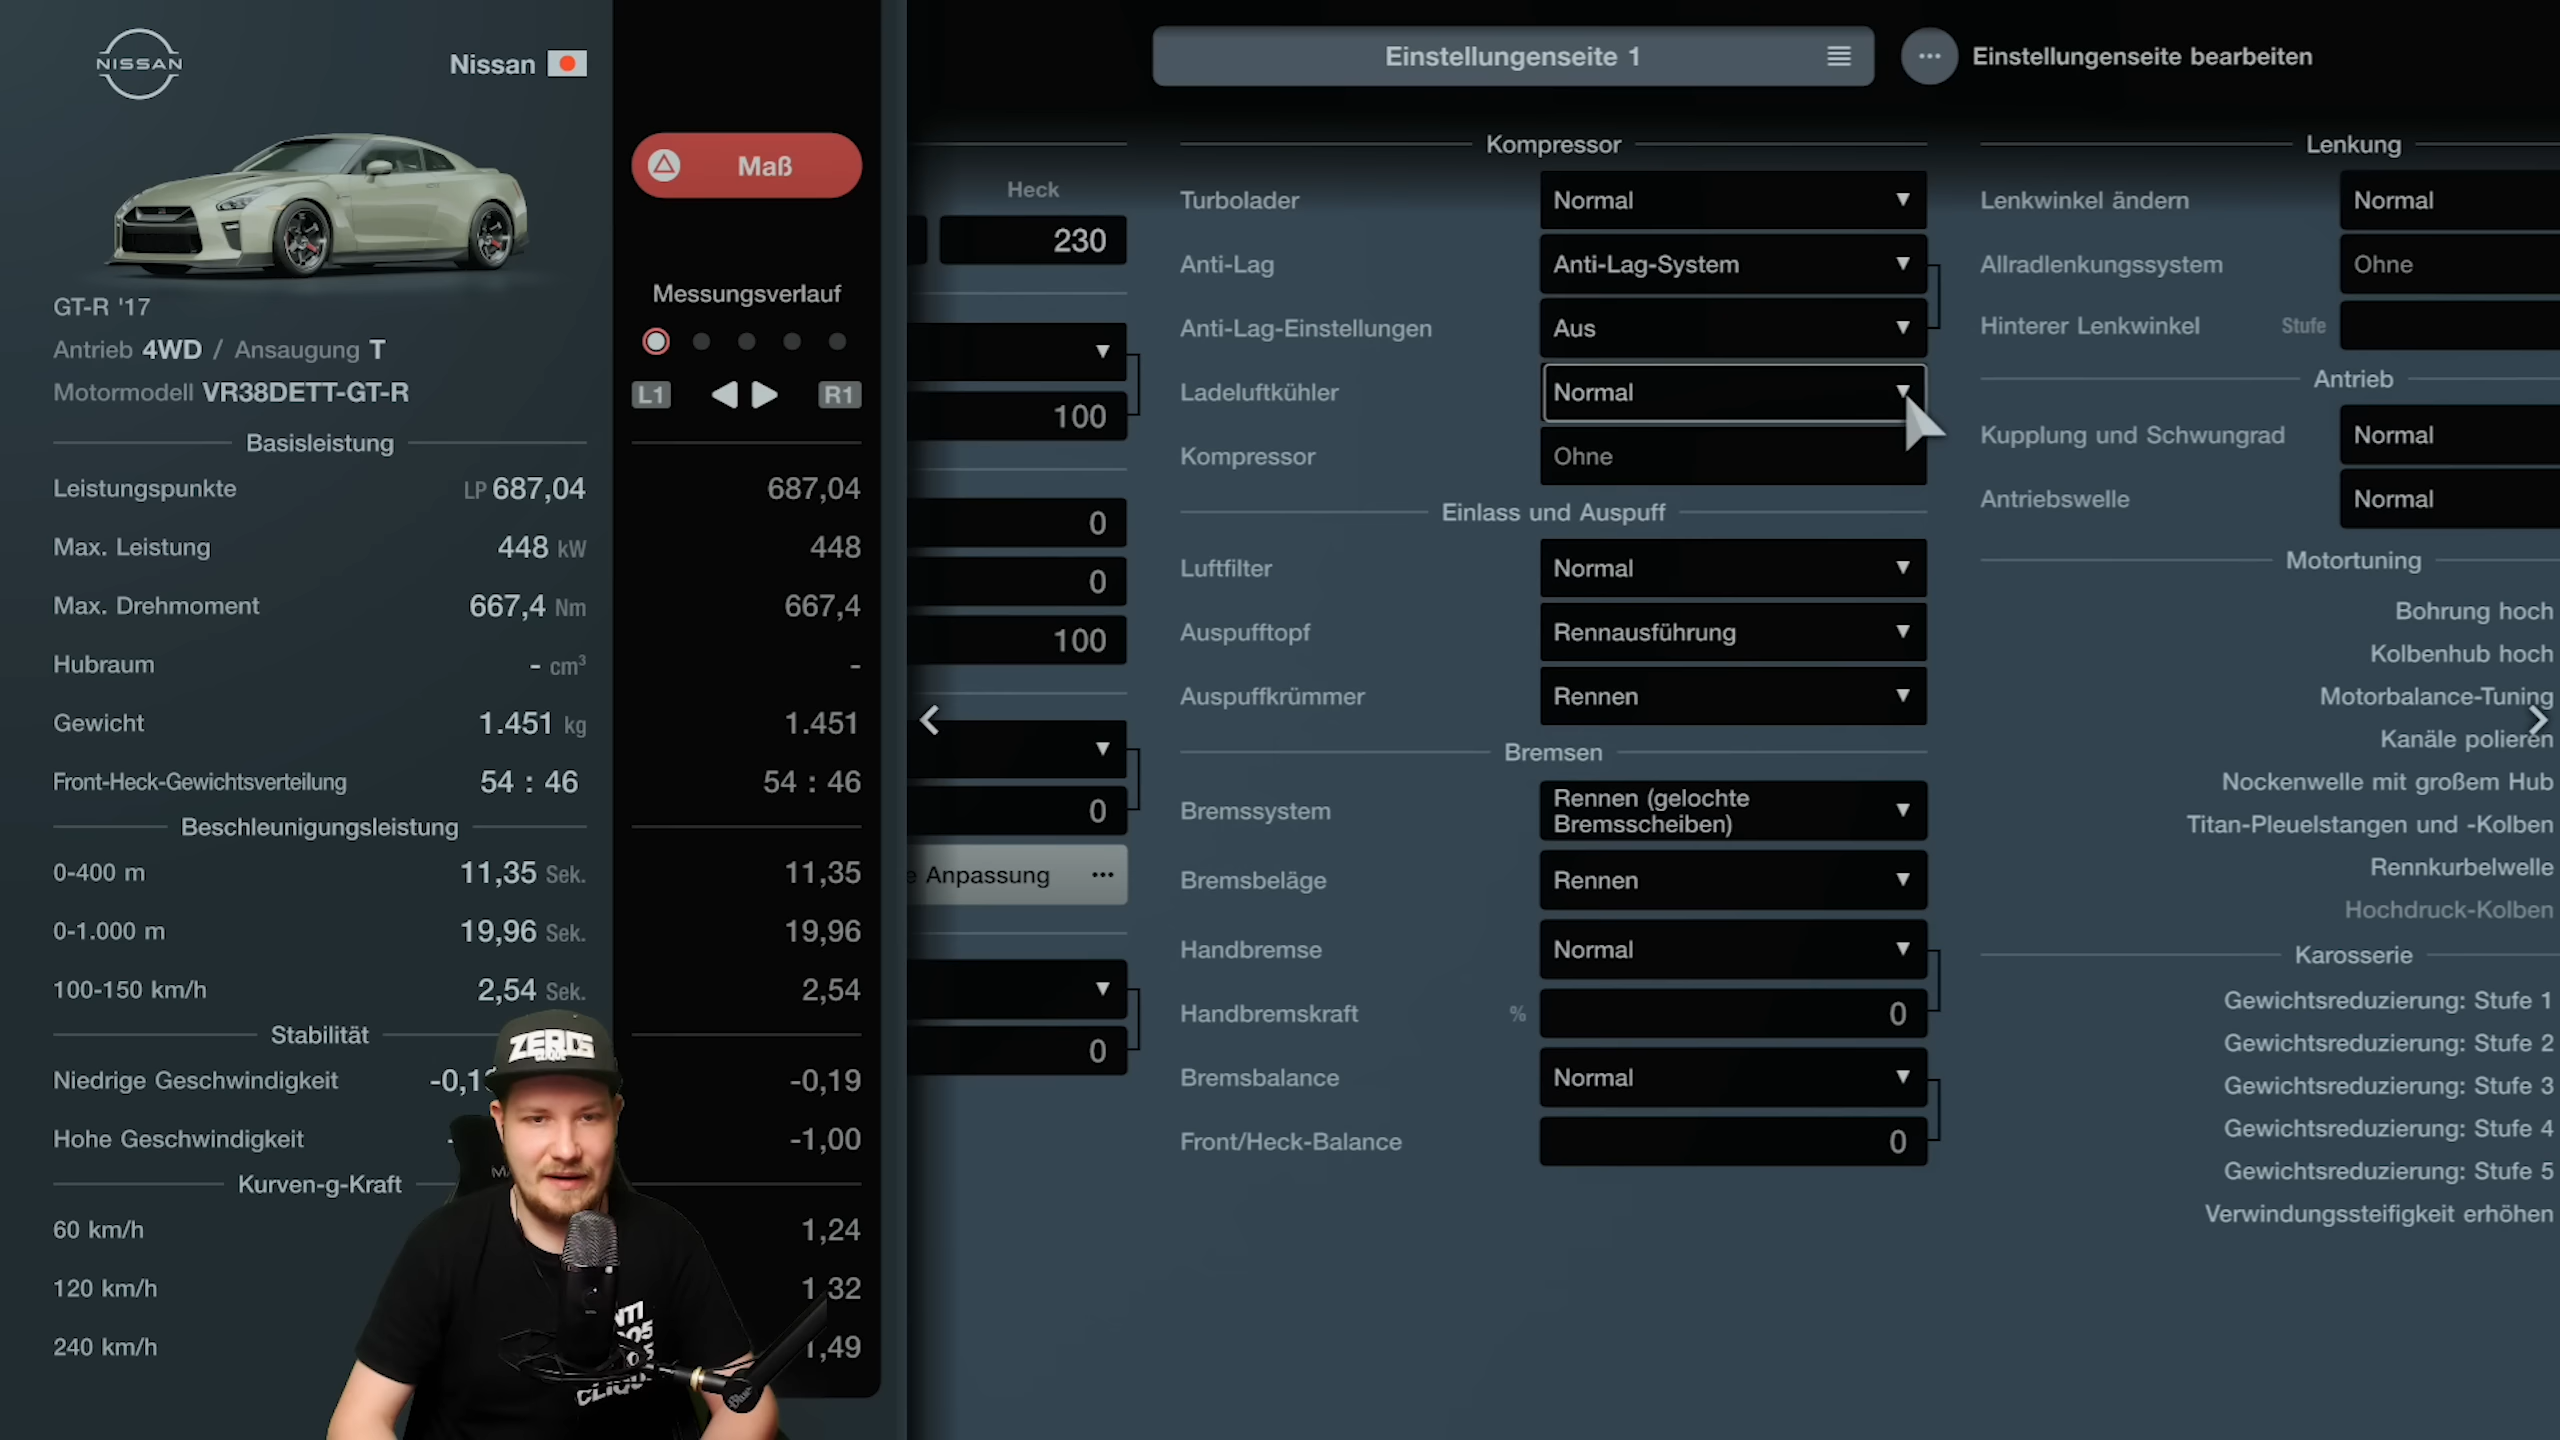 NISSAN
Nissan
GT-R '17
Antrieb 4WD / Ansaugung T
Motormodell VR38DETT-GT-R
Basisleistung
Leistungspunkte LP 687,04
Max. Leistung 448 kW
Max. Drehmoment 667,4 Nm
Hubraum - cm³
Gewicht 1.451 kg
Front-Heck-Gewichtsverteilung 54 : 46
Beschleunigungsleistung
0-400 m 11,35 Sek.
0-1.000 m 19,96 Sek.
100-150 km/h 2,54 Sek.
Stabilität
Niedrige Geschwindigkeit
Hohe Geschwindigkeit
Kurven-g-Kraft
60 km/h
120 km/h
240 km/h
Maß
Messungsverlauf
L1 R1
687,04
448
667,4
-
1.451
54 : 46
11,35
19,96
2,54
-0,19
-1,00
1,24
1,32
1,49
Heck
230
100
0
0
100
0
Anpassung
0
Einstellungenseite 1
Einstellungenseite bearbeiten
Kompressor
Turbolader Normal
Anti-Lag Anti-Lag-System
Anti-Lag-Einstellungen Aus
Ladeluftkühler Normal
Kompressor Ohne
Einlass und Auspuff
Luftfilter Normal
Auspufftopf Rennausführung
Auspuffkrümmer Rennen
Bremsen
Bremssystem Rennen (gelochte
Bremsscheiben)
Bremsbeläge Rennen
Handbremse Normal
Handbremskraft % 0
Bremsbalance Normal
Front/Heck-Balance 0
Lenkung
Lenkwinkel ändern Normal
Allradlenkungssystem Ohne
Hinterer Lenkwinkel Stufe
Antrieb
Kupplung und Schwungrad Normal
Antriebswelle Normal
Motortuning
Bohrung hoch
Kolbenhub hoch
Motorbalance-Tuning
Kanäle polieren
Nockenwelle mit großem Hub
Titan-Pleuelstangen und -Kolben
Rennkurbelwelle
Hochdruck-Kolben
Karosserie
Gewichtsreduzierung: Stufe 1
Gewichtsreduzierung: Stufe 2
Gewichtsreduzierung: Stufe 3
Gewichtsreduzierung: Stufe 4
Gewichtsreduzierung: Stufe 5
Verwindungssteifigkeit erhöhen